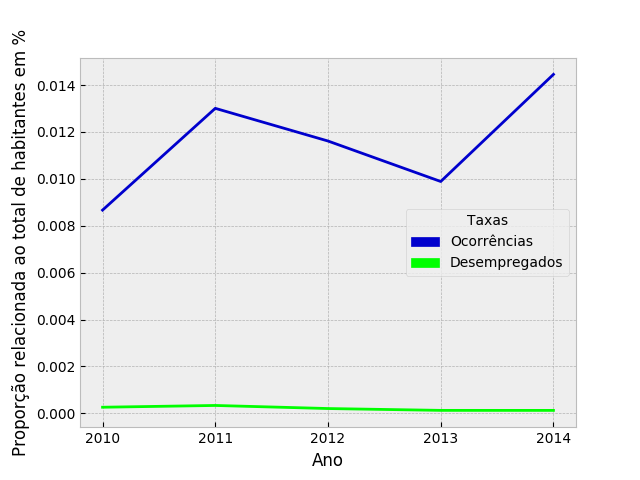 Proporção relacionada ao total de habitantes em %
0.014
0.012
0.010
0.008
0.006
0.004
0.002
0.000
Taxas
Ocorrências
Desempregados
2010 2011 2012 2013 2014
Ano